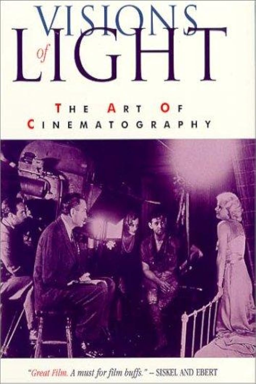 VISIONS
of
LIGHT
THE ART OF
CINEMATOGRAPHY
"Great Film. A must for film buffs." – SISKEL AND EBERT